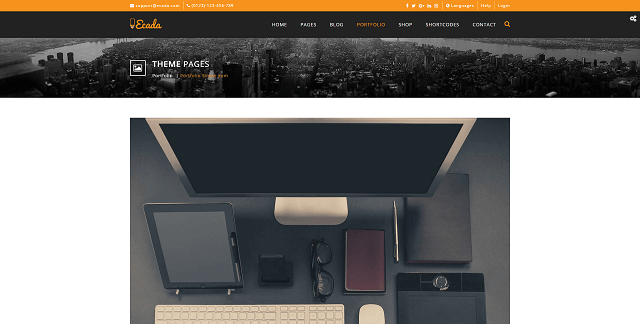 support@ecada.com
(0123) 123-456-789
Languages Help Login
Ecada
HOME PAGES BLOG PORTFOLIO SHOP SHORTCODES CONTACT
THEME PAGES
Portfolio | Portfolio Single Item